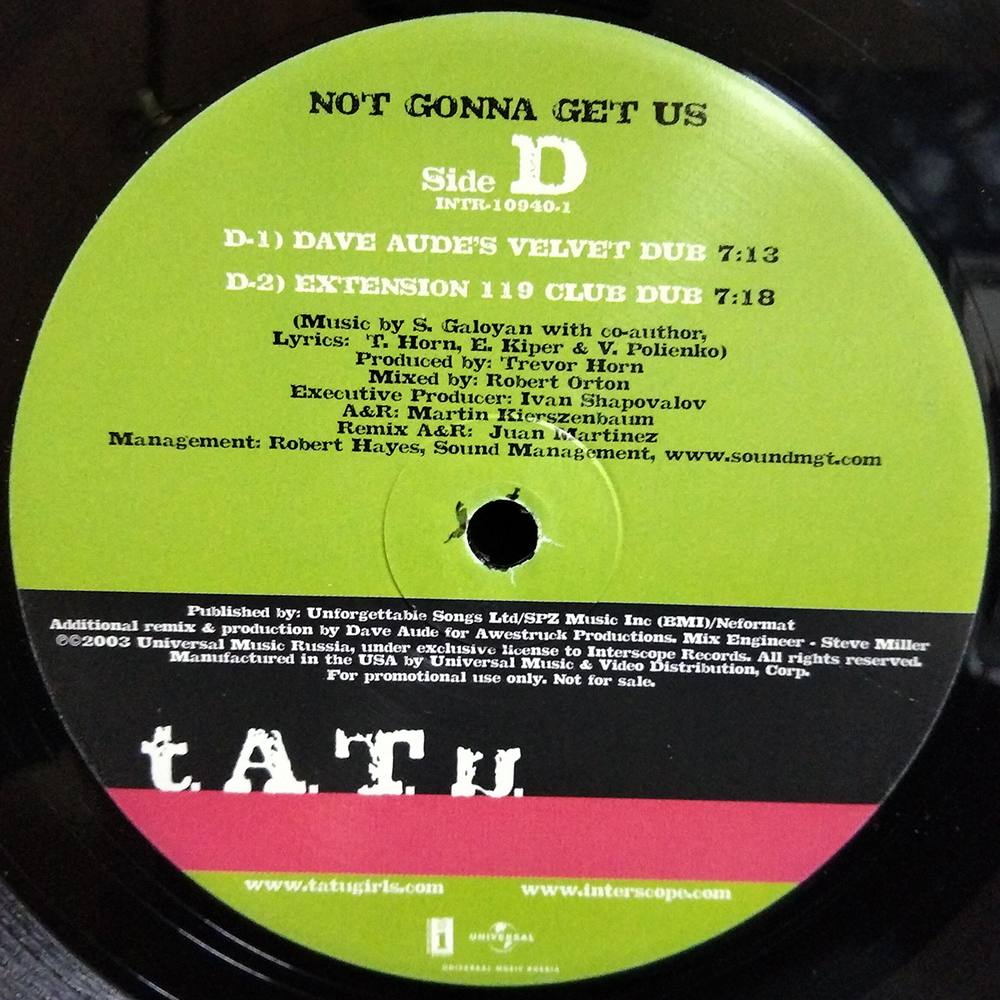 NOT GONNA GET US
Side D
INTR-10940-1
D-1) DAVE AUDE'S VELVET DUB 7:13
D-2) EXTENSION 119 CLUB DUB 7:18
(Music by S. Galoyan with co-author,
Lyrics: T. Horn, E. Kiper & V. Polienko)
Produced by: Trevor Horn
Mixed by: Robert Orton
Executive Producer: Ivan Shapovalov
A&R: Martin Kierszenbaum
Remix A&R: Juan Martinez
Management: Robert Hayes, Sound Management, www.soundmgt.com
Published by: Unforgettable Songs Ltd/SPZ Music Inc (BMI)/Neformat
Additional remix & production by Dave Aude for Awestruck Productions. Mix Engineer - Steve Miller
℗©2003 Universal Music Russia, under exclusive license to Interscope Records. All rights reserved.
Manufactured in the USA by Universal Music & Video Distribution, Corp.
For promotional use only. Not for sale.
t.A.T.u.
www.tatugirls.com www.interscope.com
i UNIVERSAL
UNIVERSAL MUSIC RUSSIA